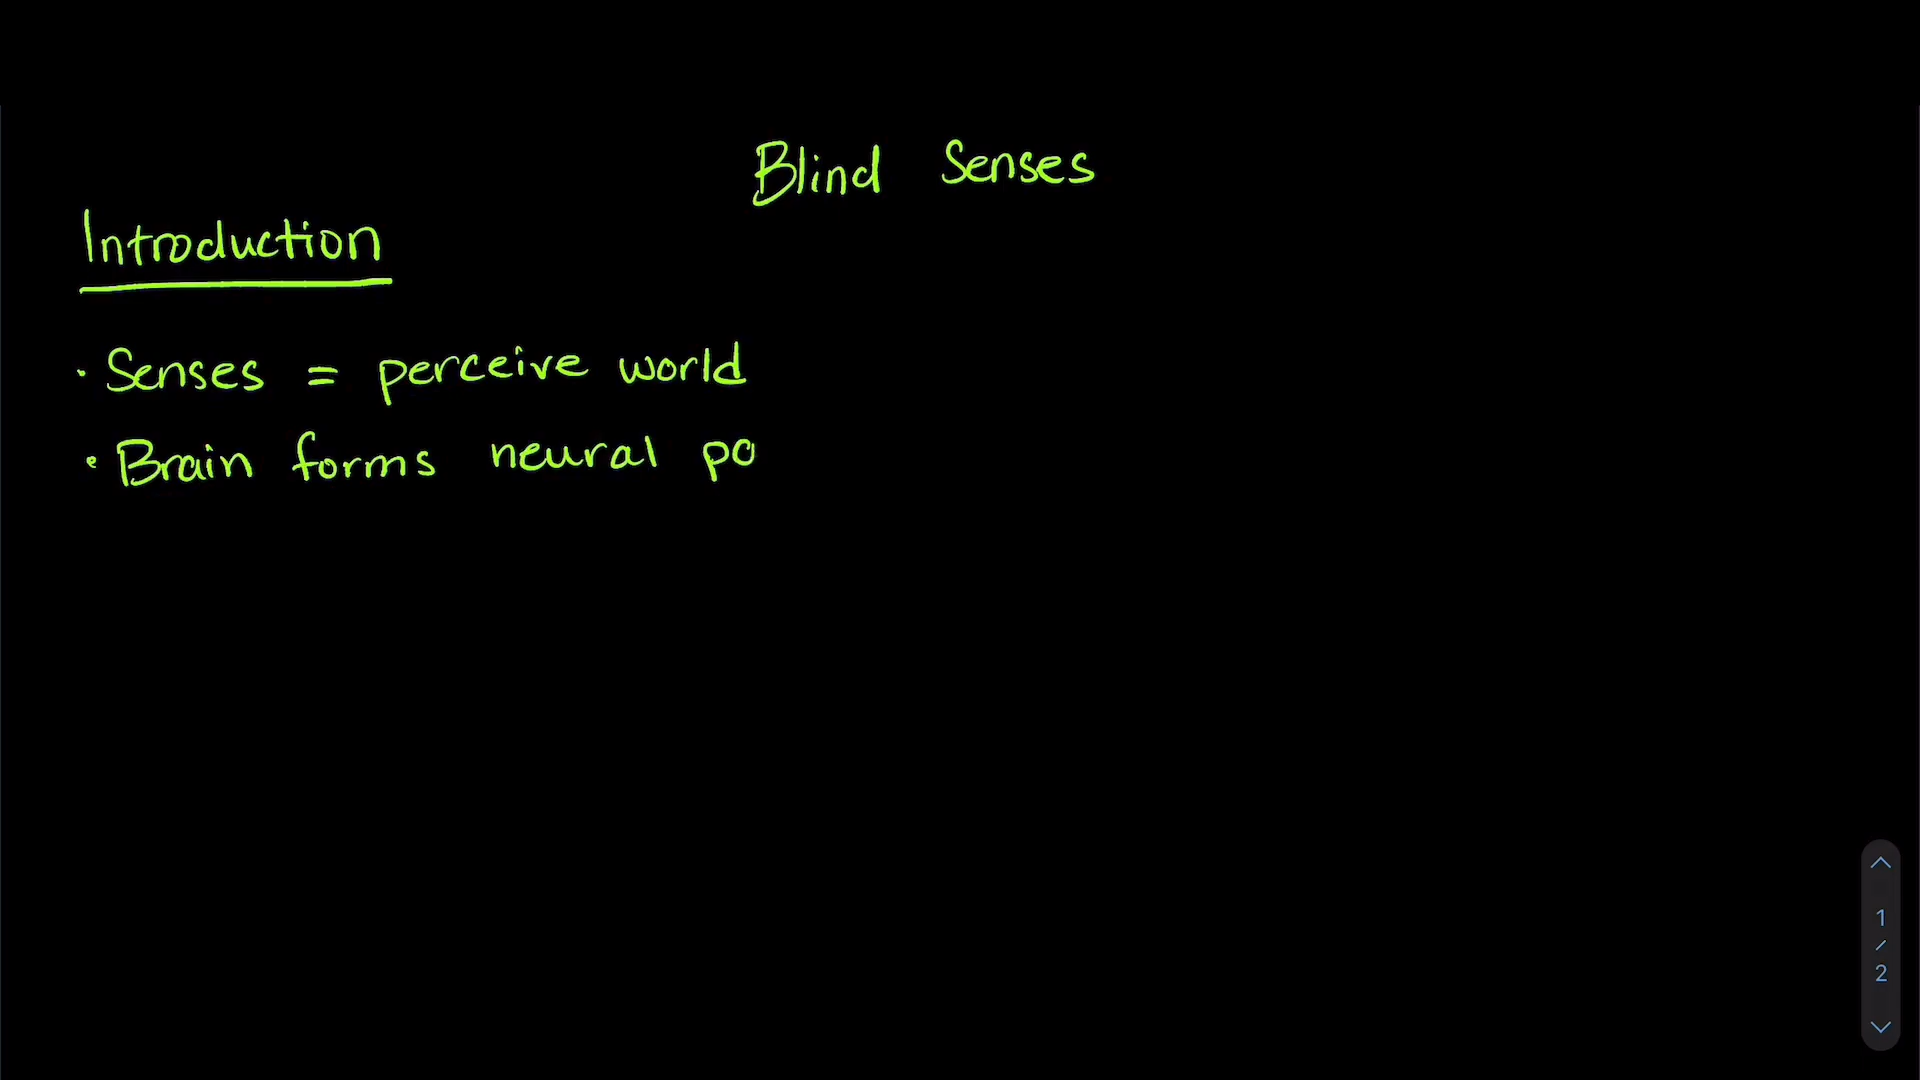 Blind Senses
Introduction
· Senses = perceive world
· Brain forms neural po
1
/
2